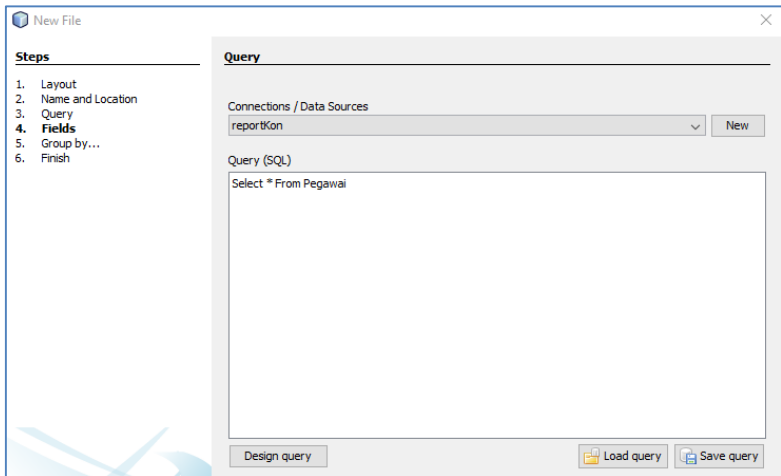 New File
Steps
1. Layout
2. Name and Location
3. Query
4. Fields
5. Group by...
6. Finish
Query
Connections / Data Sources
reportKon
New
Query (SQL)
Select * From Pegawai
Design query
Load query
Save query